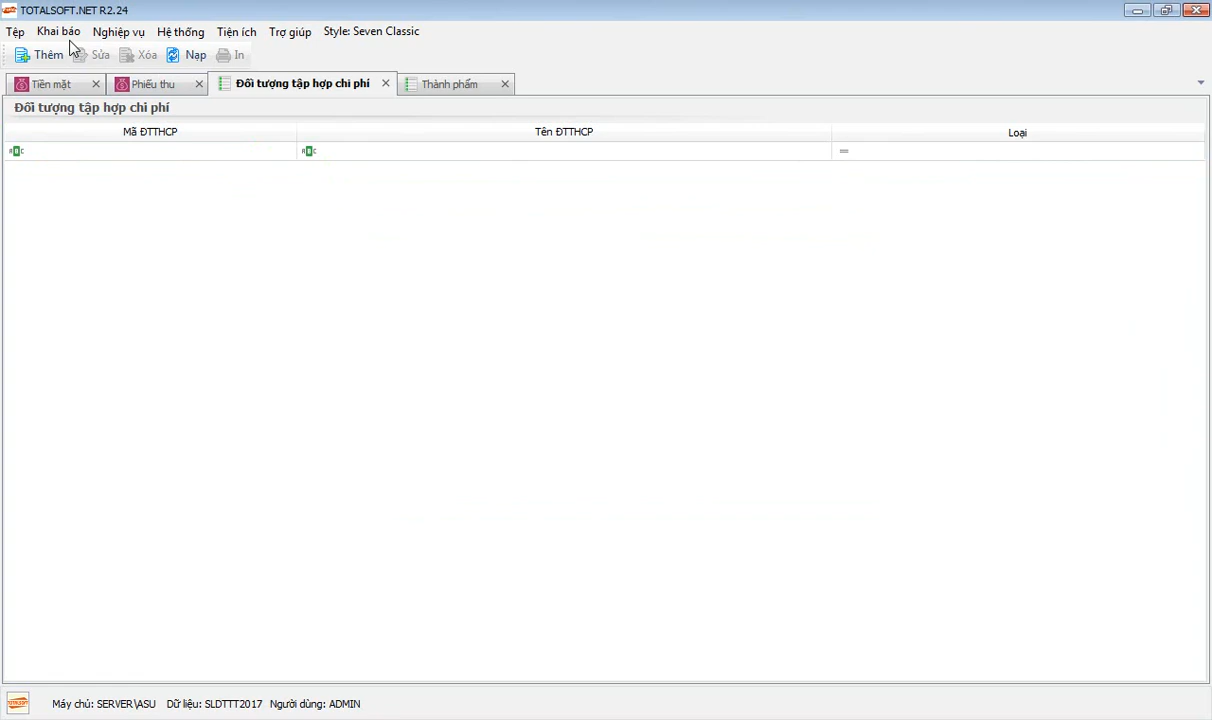 TOTALSOFT.NET R2.24
Tệp Khai báo Nghiệp vụ Hệ thống Tiện ích Trợ giúp Style: Seven Classic
Thêm Sửa Xóa Nạp In
Tiền mặt Phiếu thu Đối tượng tập hợp chi phí Thành phẩm
Đối tượng tập hợp chi phí
Mã ĐTTHCP Tên ĐTTHCP Loại
Máy chủ: SERVER\ASU Dữ liệu: SLDTTT2017 Người dùng: ADMIN